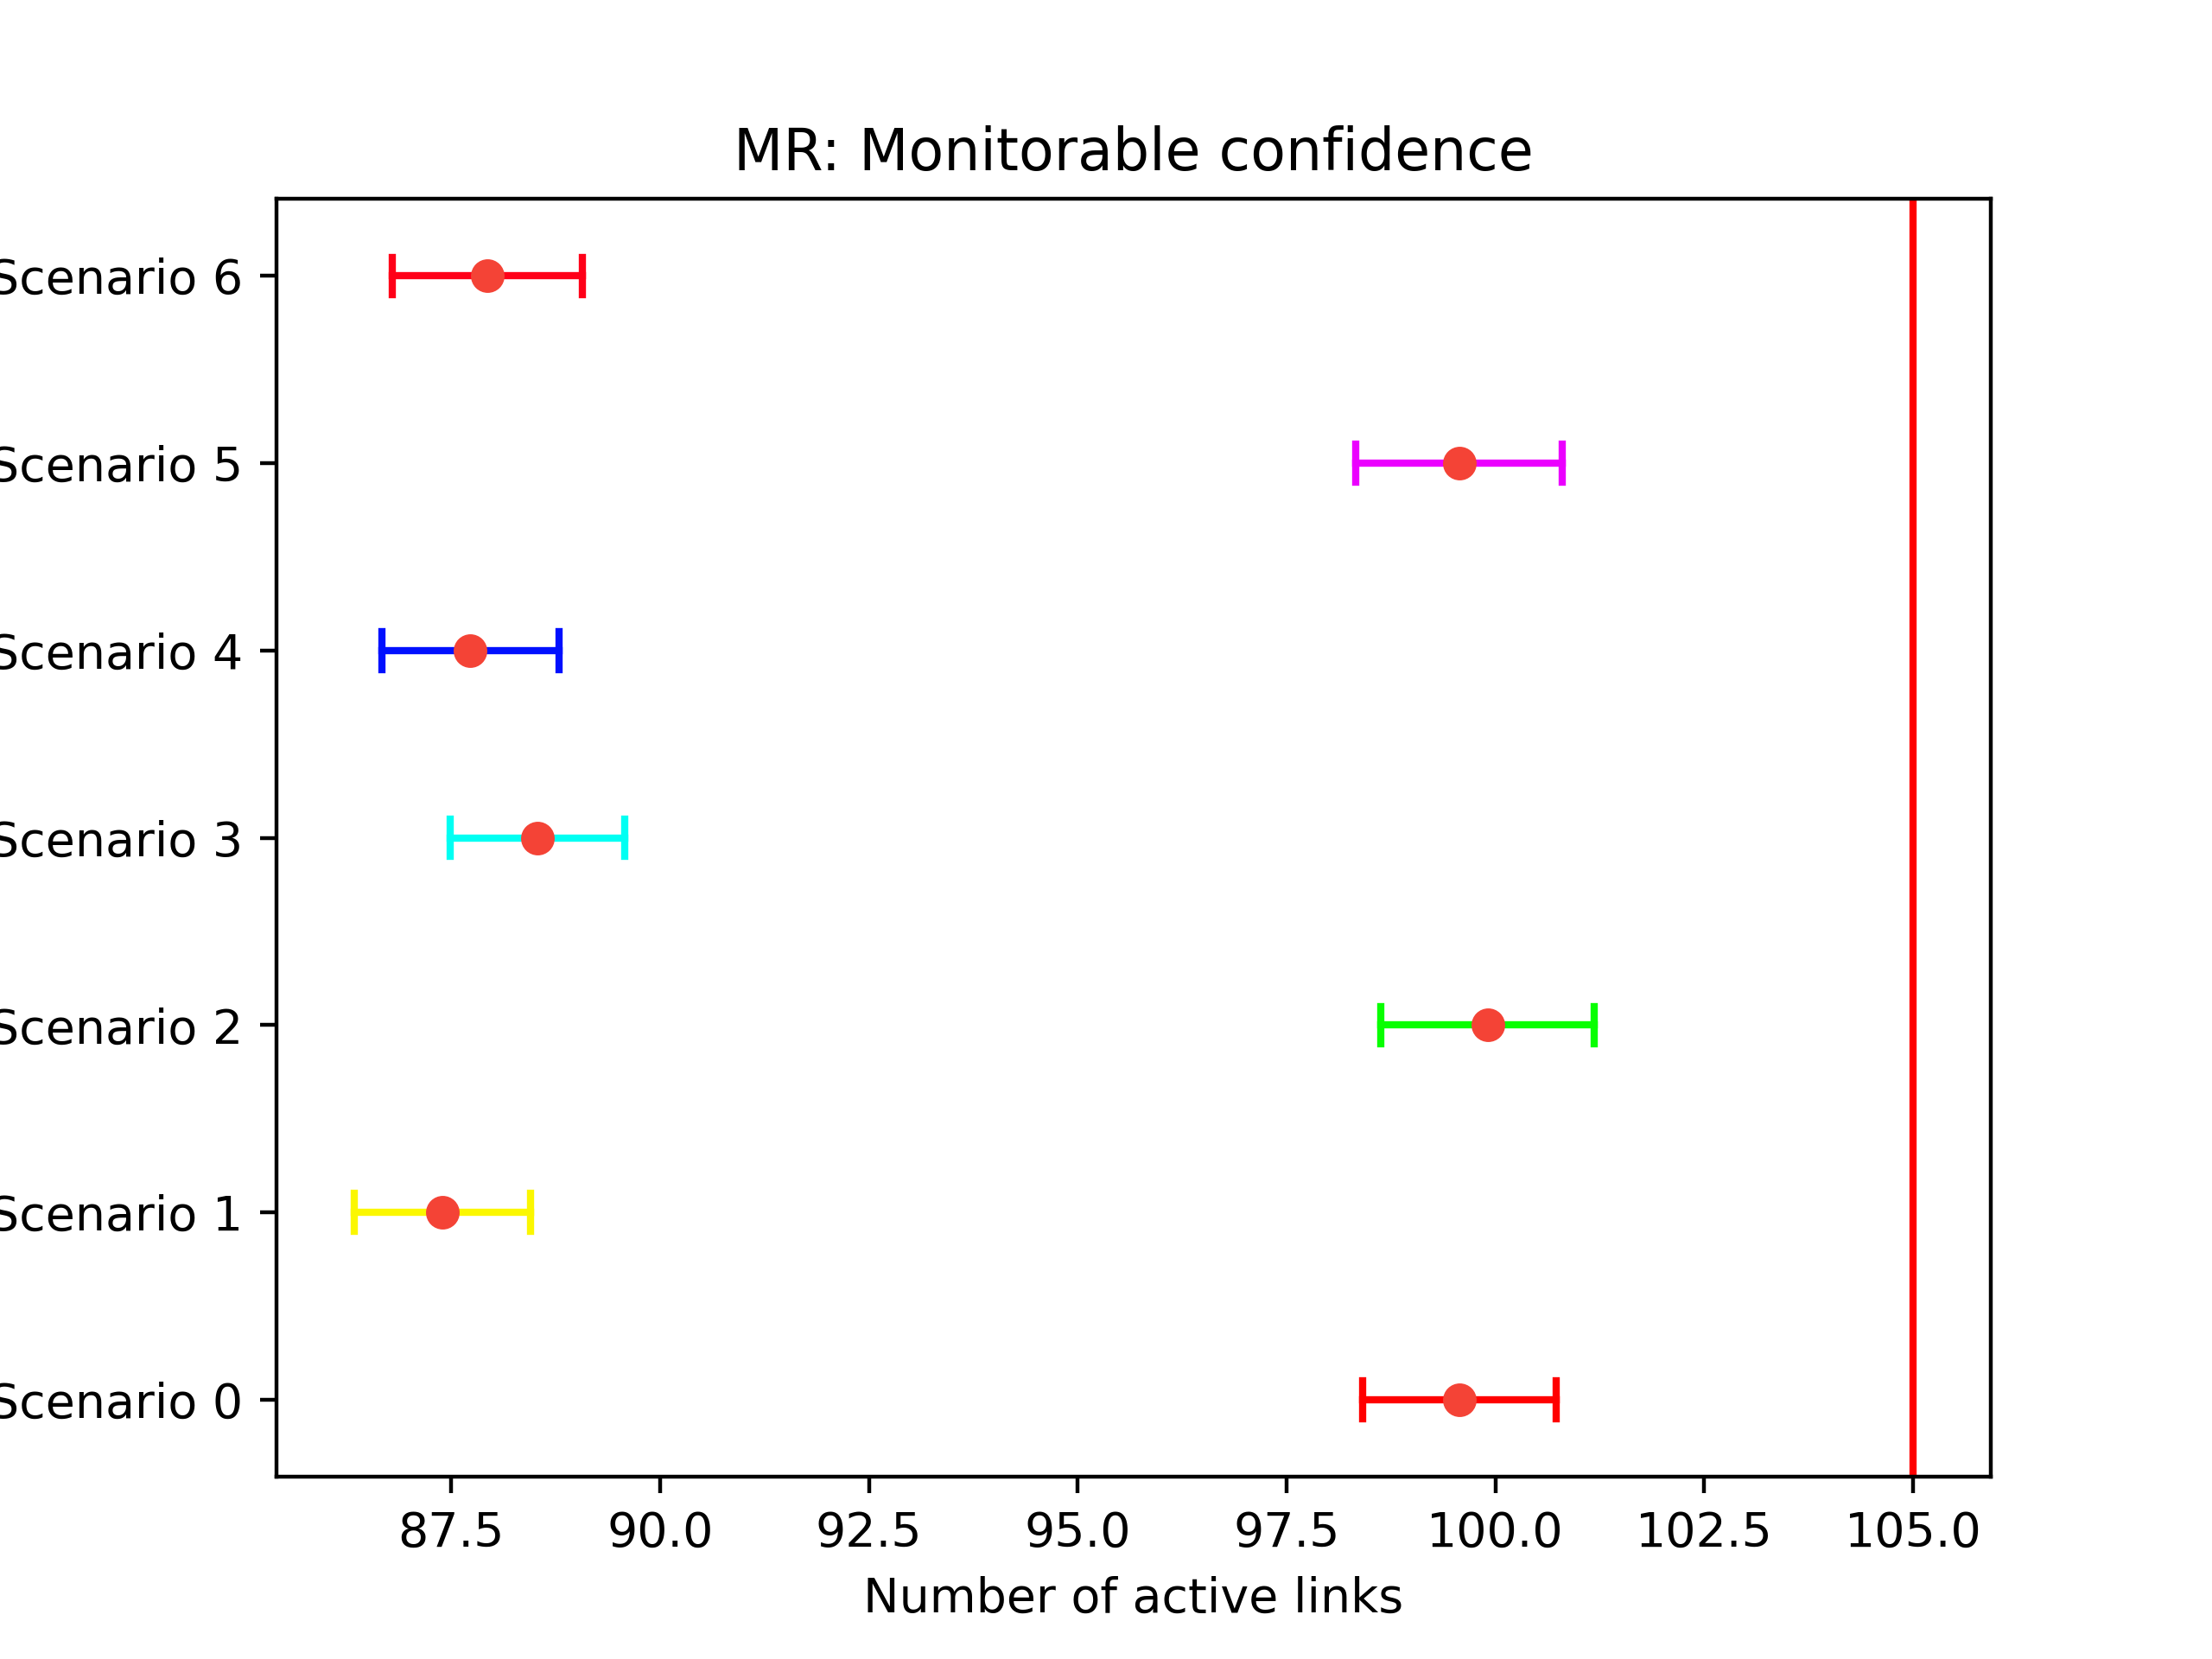 MR: Monitorable confidence
Scenario 6
Scenario 5
Scenario 4
Scenario 3
Scenario 2
Scenario 1
Scenario 0
87.5 90.0 92.5 95.0 97.5 100.0 102.5 105.0
Number of active links